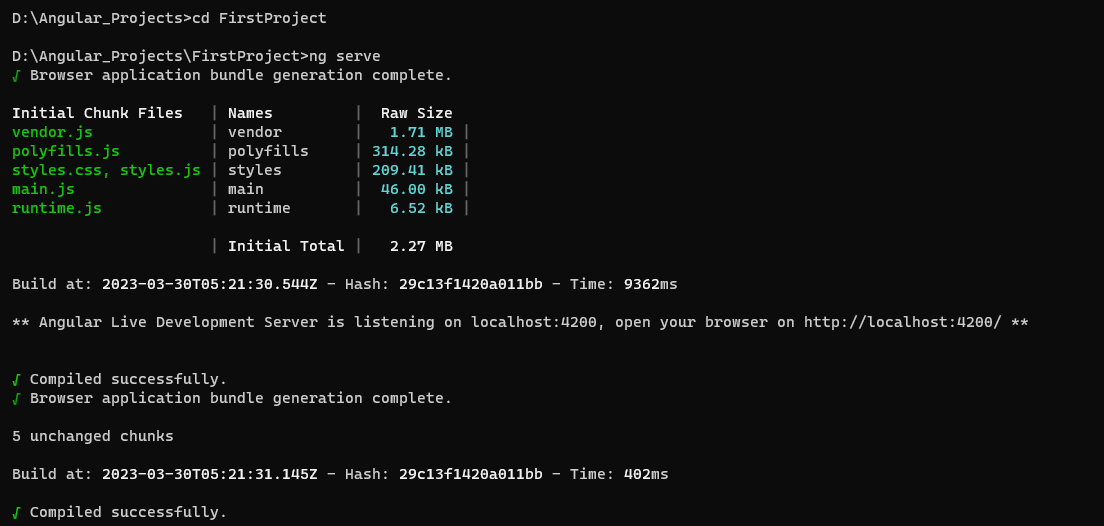 D:\Angular_Projects>cd FirstProject
D:\Angular_Projects\FirstProject>ng serve
√ Browser application bundle generation complete.
Initial Chunk Files | Names | Raw Size
vendor.js | vendor | 1.71 MB |
polyfills.js | polyfills | 314.28 kB |
styles.css, styles.js | styles | 209.41 kB |
main.js | main | 46.00 kB |
runtime.js | runtime | 6.52 kB |
| Initial Total | 2.27 MB
Build at: 2023-03-30T05:21:30.544Z - Hash: 29c13f1420a011bb - Time: 9362ms
** Angular Live Development Server is listening on localhost:4200, open your browser on http://localhost:4200/ **
√ Compiled successfully.
√ Browser application bundle generation complete.
5 unchanged chunks
Build at: 2023-03-30T05:21:31.145Z - Hash: 29c13f1420a011bb - Time: 402ms
√ Compiled successfully.